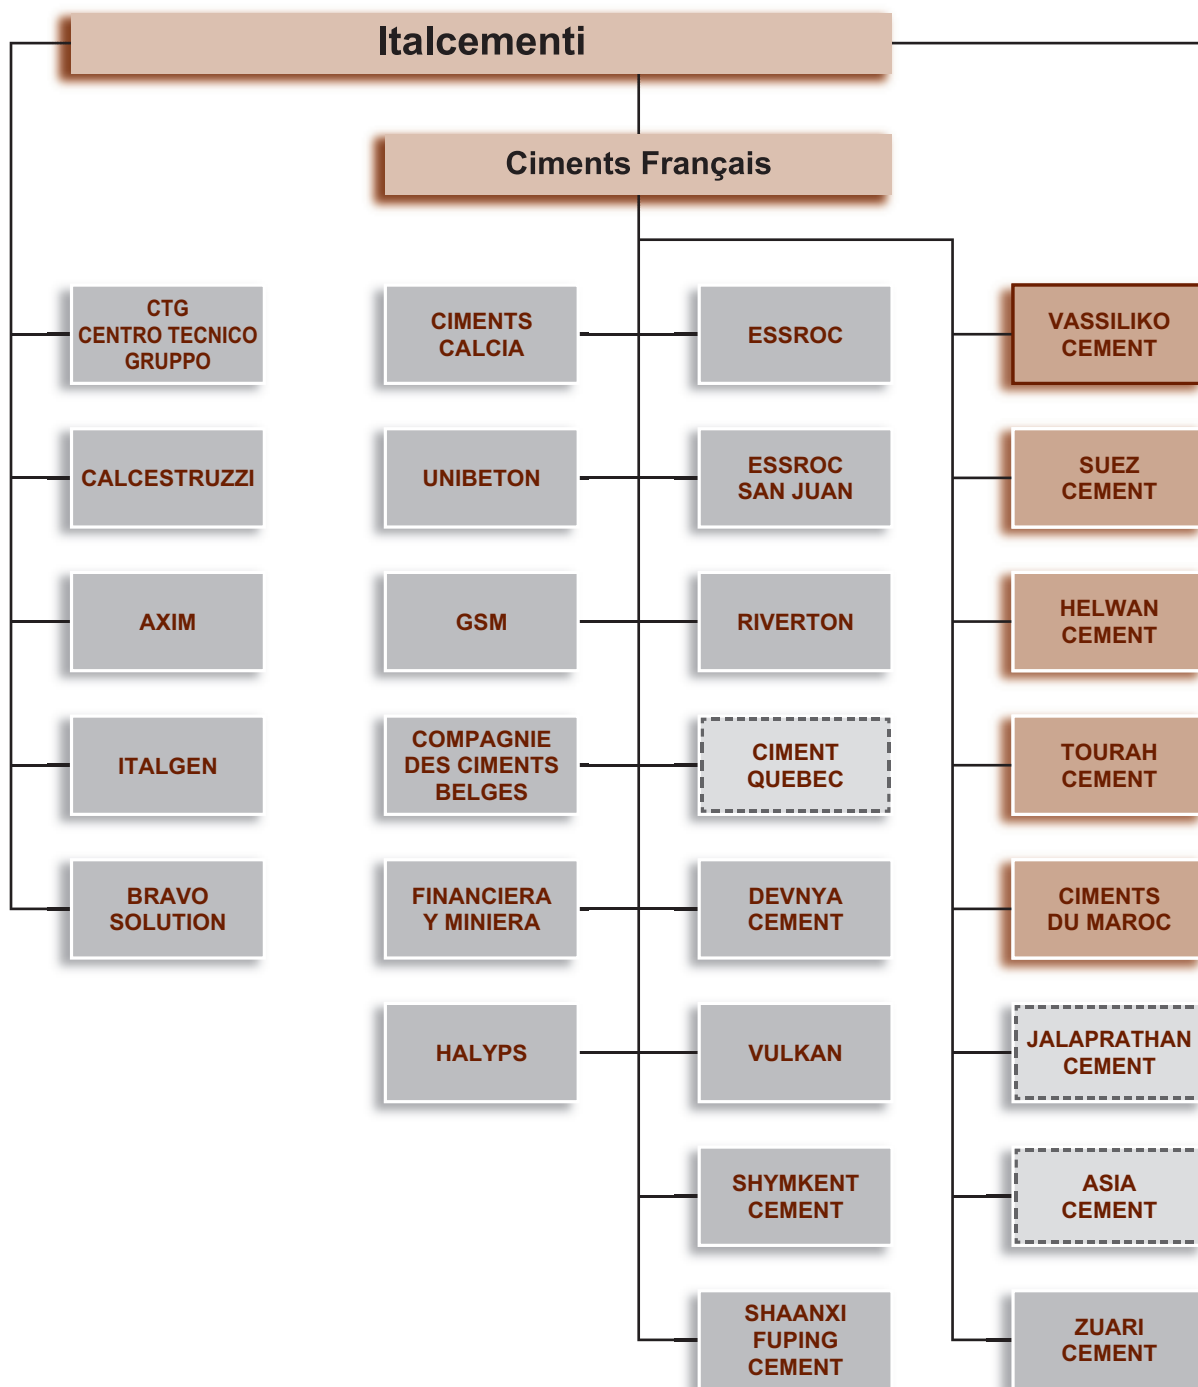 Italcementi
Ciments Français
CTG
CENTRO TECNICO
GRUPPO
CIMENTS
CALCIA
ESSROC
VASSILIKO
CEMENT
CALCESTRUZZI
UNIBETON
ESSROC
SAN JUAN
SUEZ
CEMENT
AXIM
GSM
RIVERTON
HELWAN
CEMENT
ITALGEN
COMPAGNIE
DES CIMENTS
BELGES
CIMENT
QUEBEC
TOURAH
CEMENT
BRAVO
SOLUTION
FINANCIERA
Y MINIERA
DEVNYA
CEMENT
CIMENTS
DU MAROC
HALYPS
VULKAN
JALAPRATHAN
CEMENT
SHYMKENT
CEMENT
ASIA
CEMENT
SHAANXI
FUPING
CEMENT
ZUARI
CEMENT